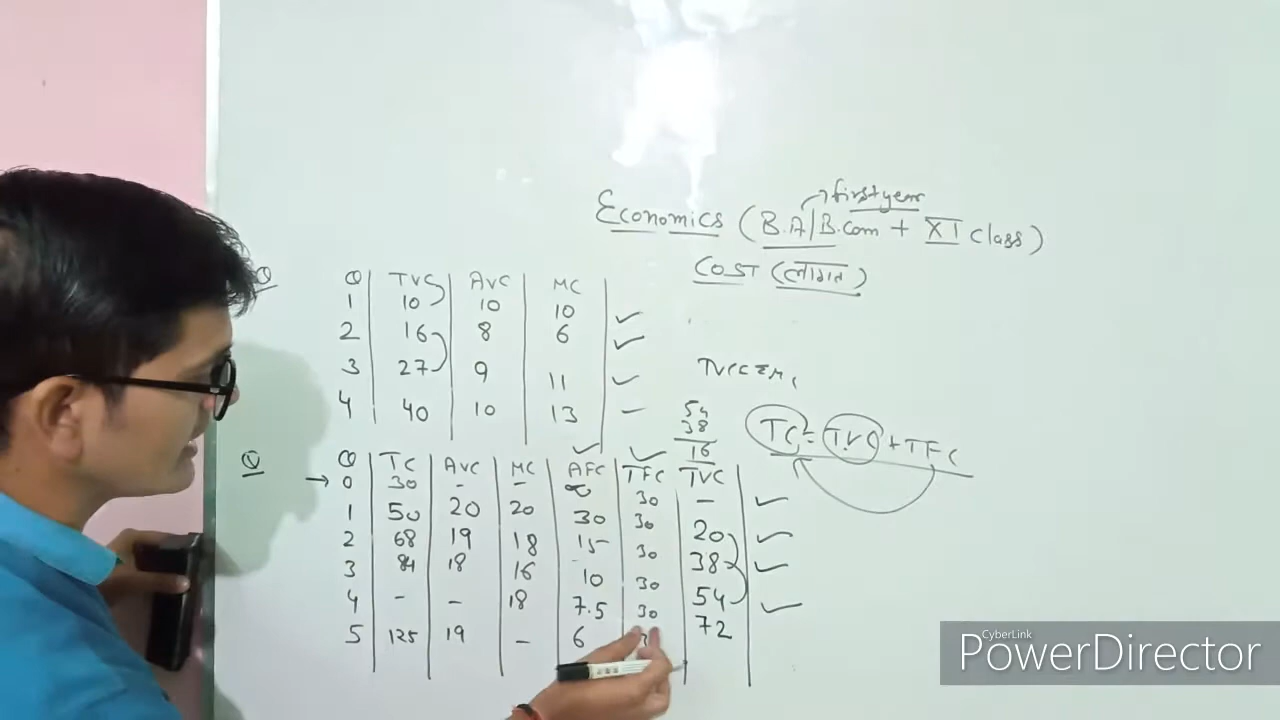 first year
Economics (B.A/B.Com + XI Class)
COST (लागत)
Q TVC AVC MC
1 10 10 10
2 16 8 6
3 27 9 11
4 40 10 13
54
38
16
TC = TVC + TFC
Q TC AVC MC AFC TFC TVC
0 30 - - ∞ 30 -
1 50 20 20 30 30 20
2 68 19 18 15 30 38
3 84 18 16 10 30 54
4 - - 18 7.5 30 72
5 125 19 - 6
CyberLink
PowerDirector